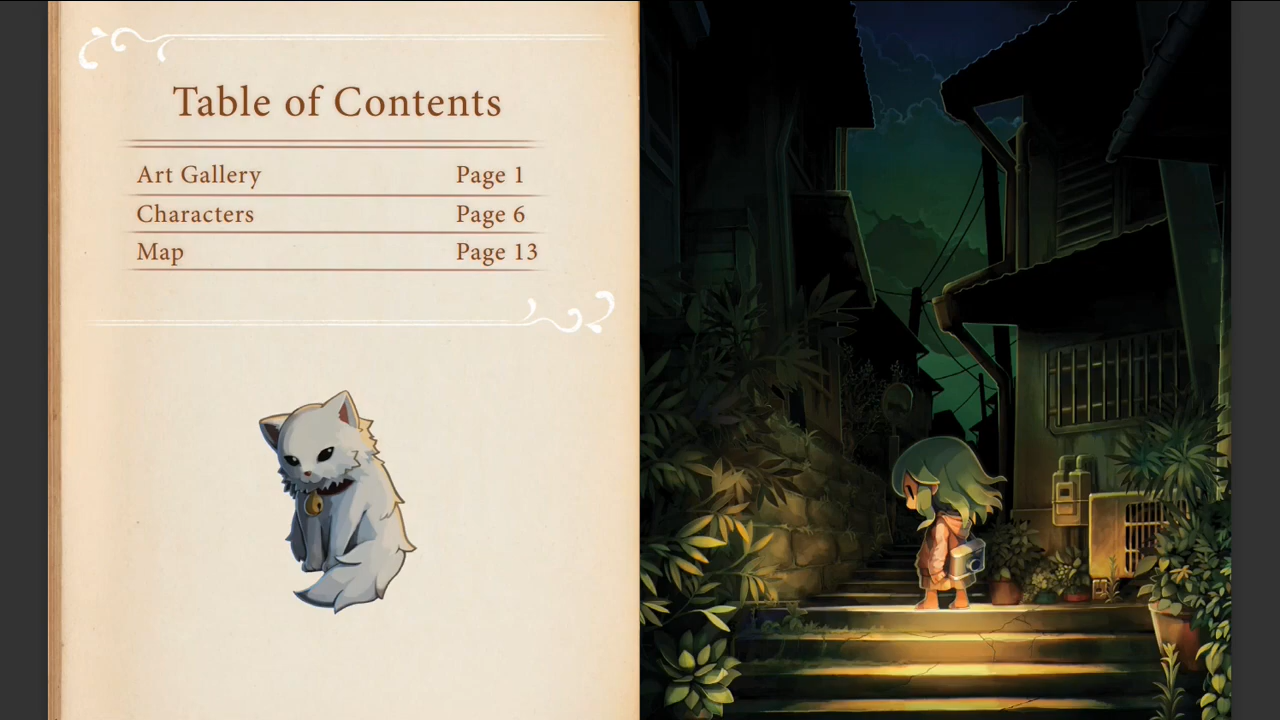 Table of Contents
Art Gallery Page 1
Characters Page 6
Map Page 13